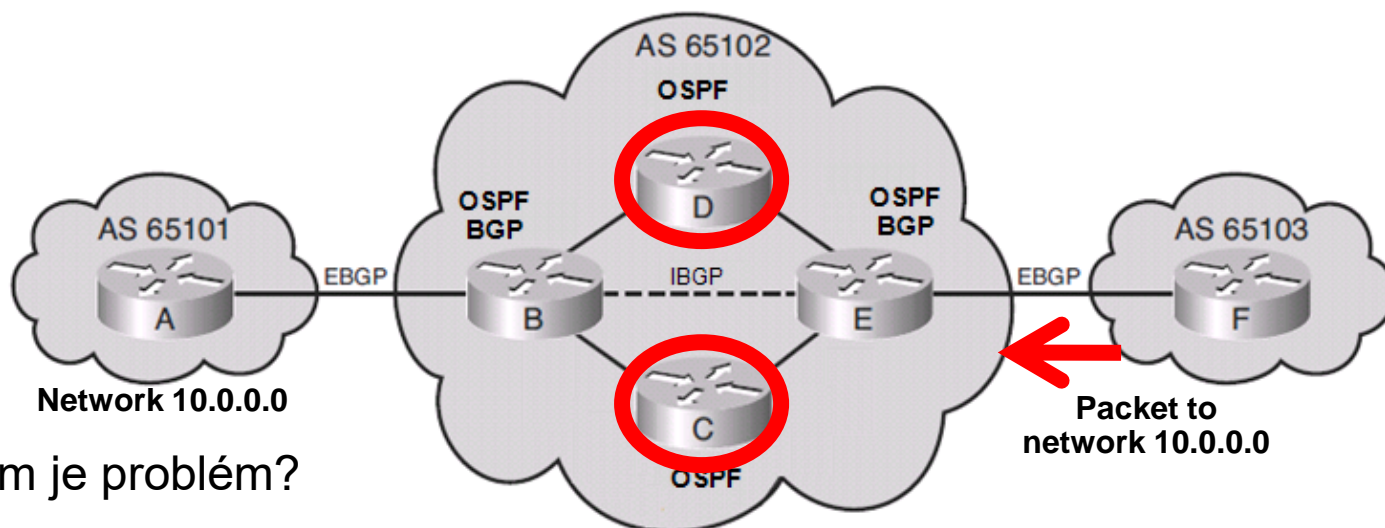 AS 65102
OSPF
D
OSPF
BGP
OSPF
BGP
AS 65101
AS 65103
EBGP
IBGP
EBGP
A
B
E
F
Network 10.0.0.0
C
OSPF
Packet to
network 10.0.0.0
m je problém?